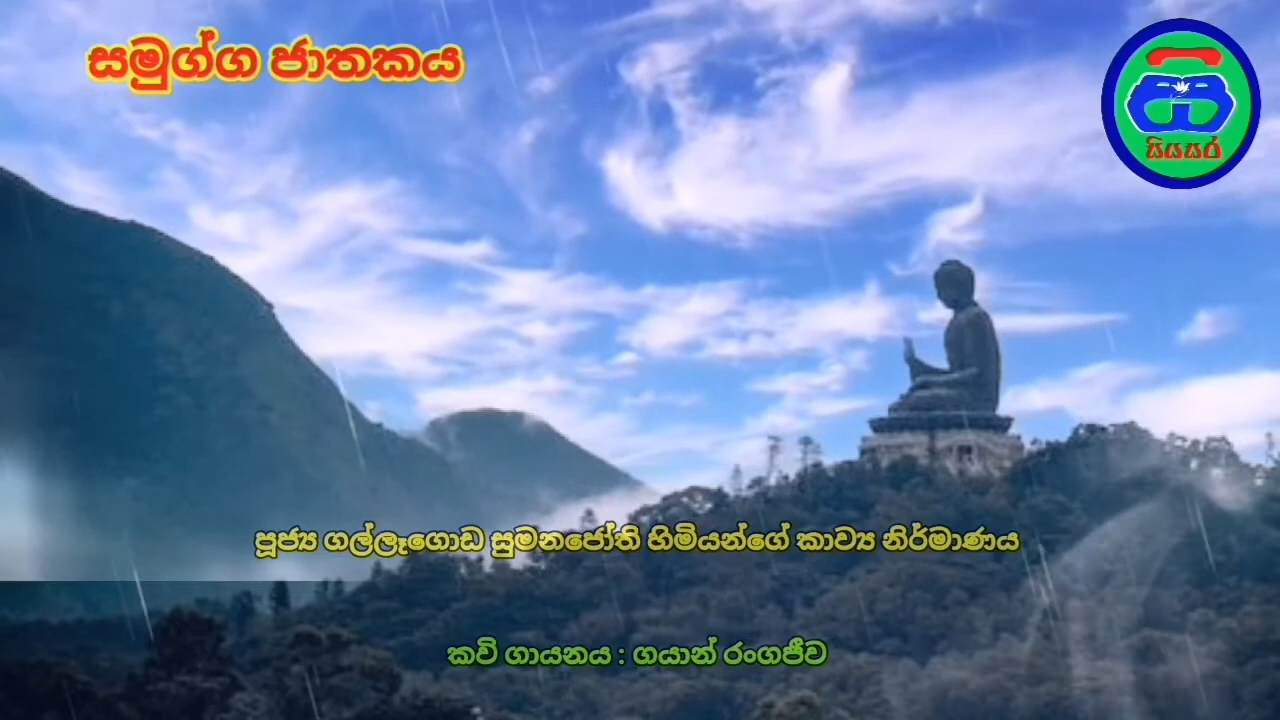 සමුග්ග ජාතකය
සියසර
පූජ්‍ය ගල්ලෑගොඩ සුමනජෝති හිමියන්ගේ කාව්‍ය නිර්මාණය
කවි ගායනය : ගයාන් රංගජීව